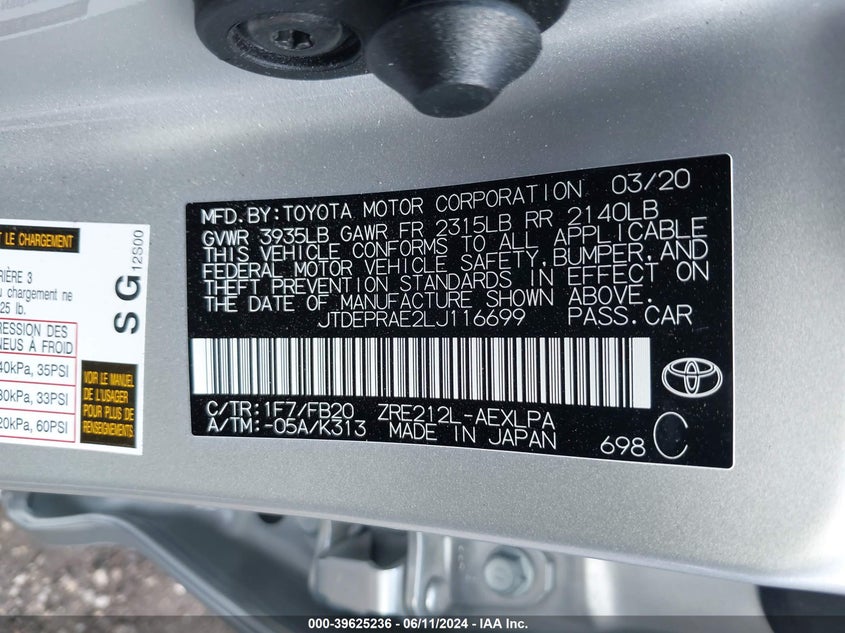 MFD. BY: TOYOTA MOTOR CORPORATION 03/20
GVWR 3935LB GAWR FR 2315LB RR 2140LB
THIS VEHICLE CONFORMS TO ALL APPLICABLE
FEDERAL MOTOR VEHICLE SAFETY, BUMPER, AND
THEFT PREVENTION STANDARDS IN EFFECT ON
THE DATE OF MANUFACTURE SHOWN ABOVE.
JTDEPRAE2LJ116699 PASS. CAR
C/TR: 1F7/FB20 ZRE212L-AEXLPA
A/TM: -05A/K313 MADE IN JAPAN
698 C
T LE CHARGEMENT
RIÈRE 3
u chargement ne
25 lb.
RESSION DES
NEUS À FROID
40kPa, 35PSI
30kPa, 33PSI
20kPa, 60PSI
SG
12S00
VOIR LE MANUEL
DE L'USAGER
POUR PLUS DE
RENSEIGNEMENTS
000-39625236 - 06/11/2024 - IAA Inc.